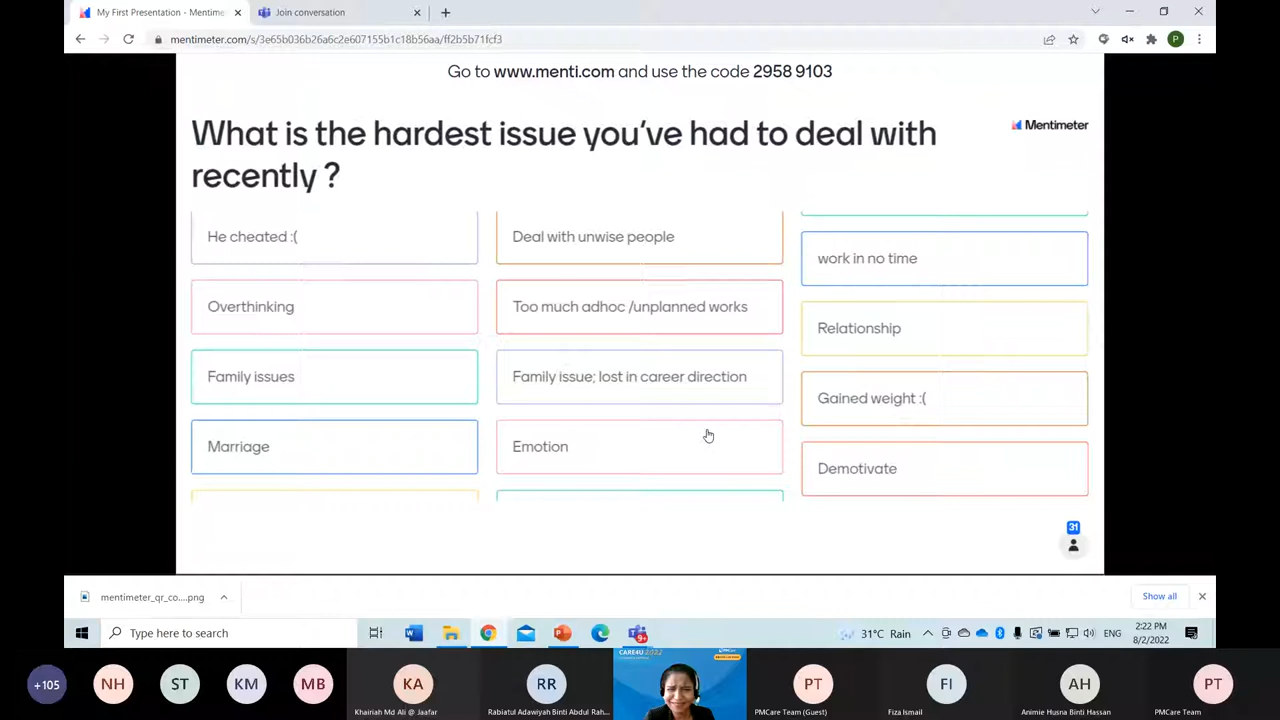 My First Presentation - Mentime
Join conversation
mentimeter.com/s/3e65b036b26a6c2e607155b1c18b56aa/ff2b5b71fcf3
P
Go to www.menti.com and use the code 2958 9103
What is the hardest issue you've had to deal with
recently ?
Mentimeter
He cheated :(
Deal with unwise people
work in no time
Overthinking
Too much adhoc /unplanned works
Relationship
Family issues
Family issue; lost in career direction
Gained weight :(
Marriage
Emotion
Demotivate
31
mentimeter_qr_co....png
Show all
Type here to search
9+
31°C Rain
ENG
2:22 PM
8/2/2022
+105
NH
ST
KM
MB
KA
Khairiah Md Ali @ Jaafar
RR
Rabiatul Adawiyah Binti Abdul Rah...
CARE4U 2022
PT
PMCare Team (Guest)
FI
Fiza Ismail
AH
Animie Husna Binti Hassan
PT
PMCare Team